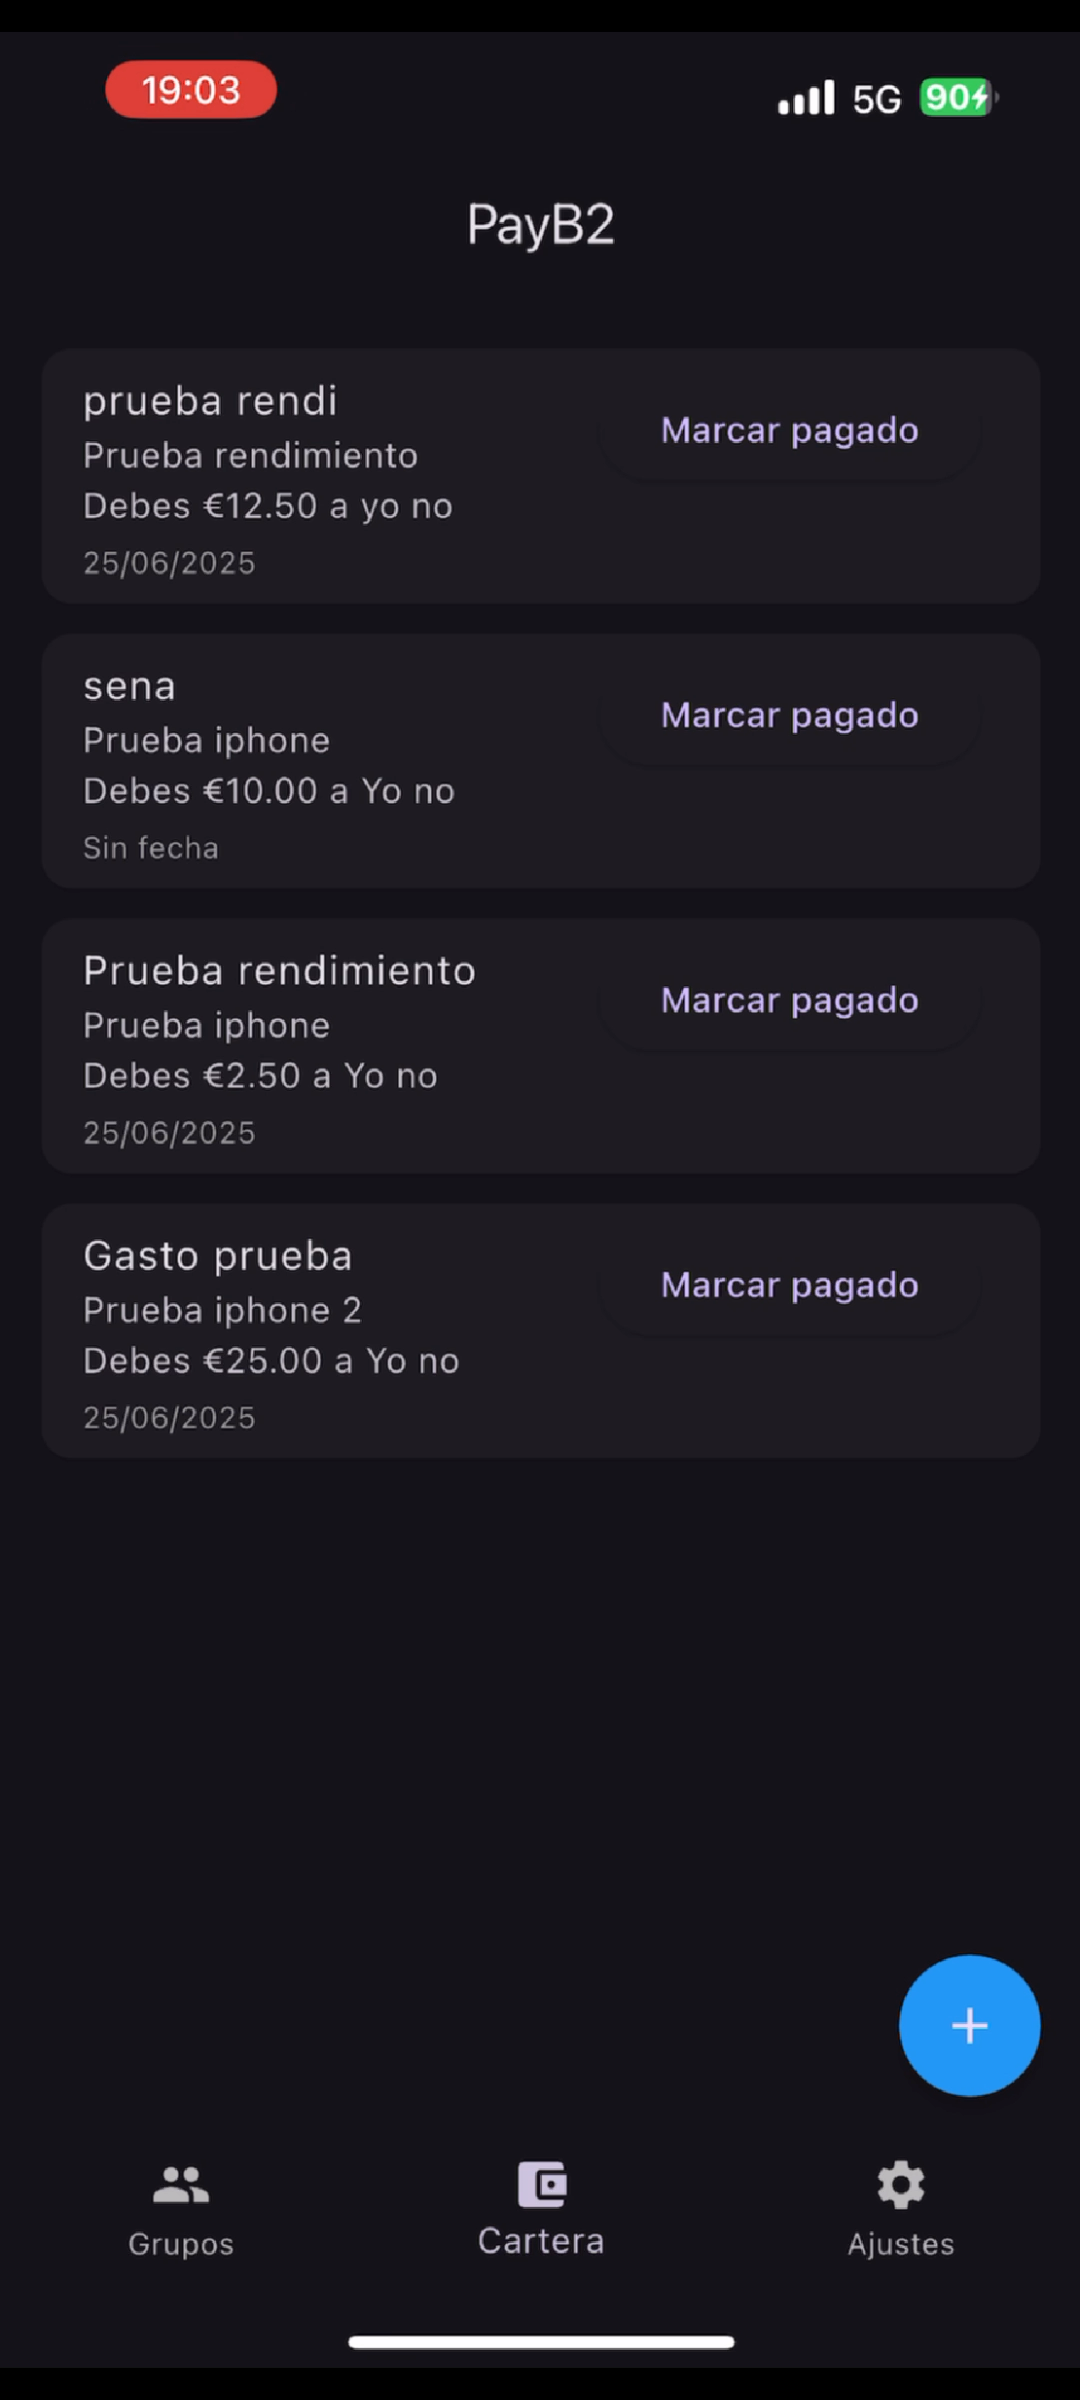 19:03
5G 90
PayB2
prueba rendi
Prueba rendimiento
Debes €12.50 a yo no
25/06/2025
Marcar pagado
sena
Prueba iphone
Debes €10.00 a Yo no
Sin fecha
Marcar pagado
Prueba rendimiento
Prueba iphone
Debes €2.50 a Yo no
25/06/2025
Marcar pagado
Gasto prueba
Prueba iphone 2
Debes €25.00 a Yo no
25/06/2025
Marcar pagado
+
Grupos
Cartera
Ajustes